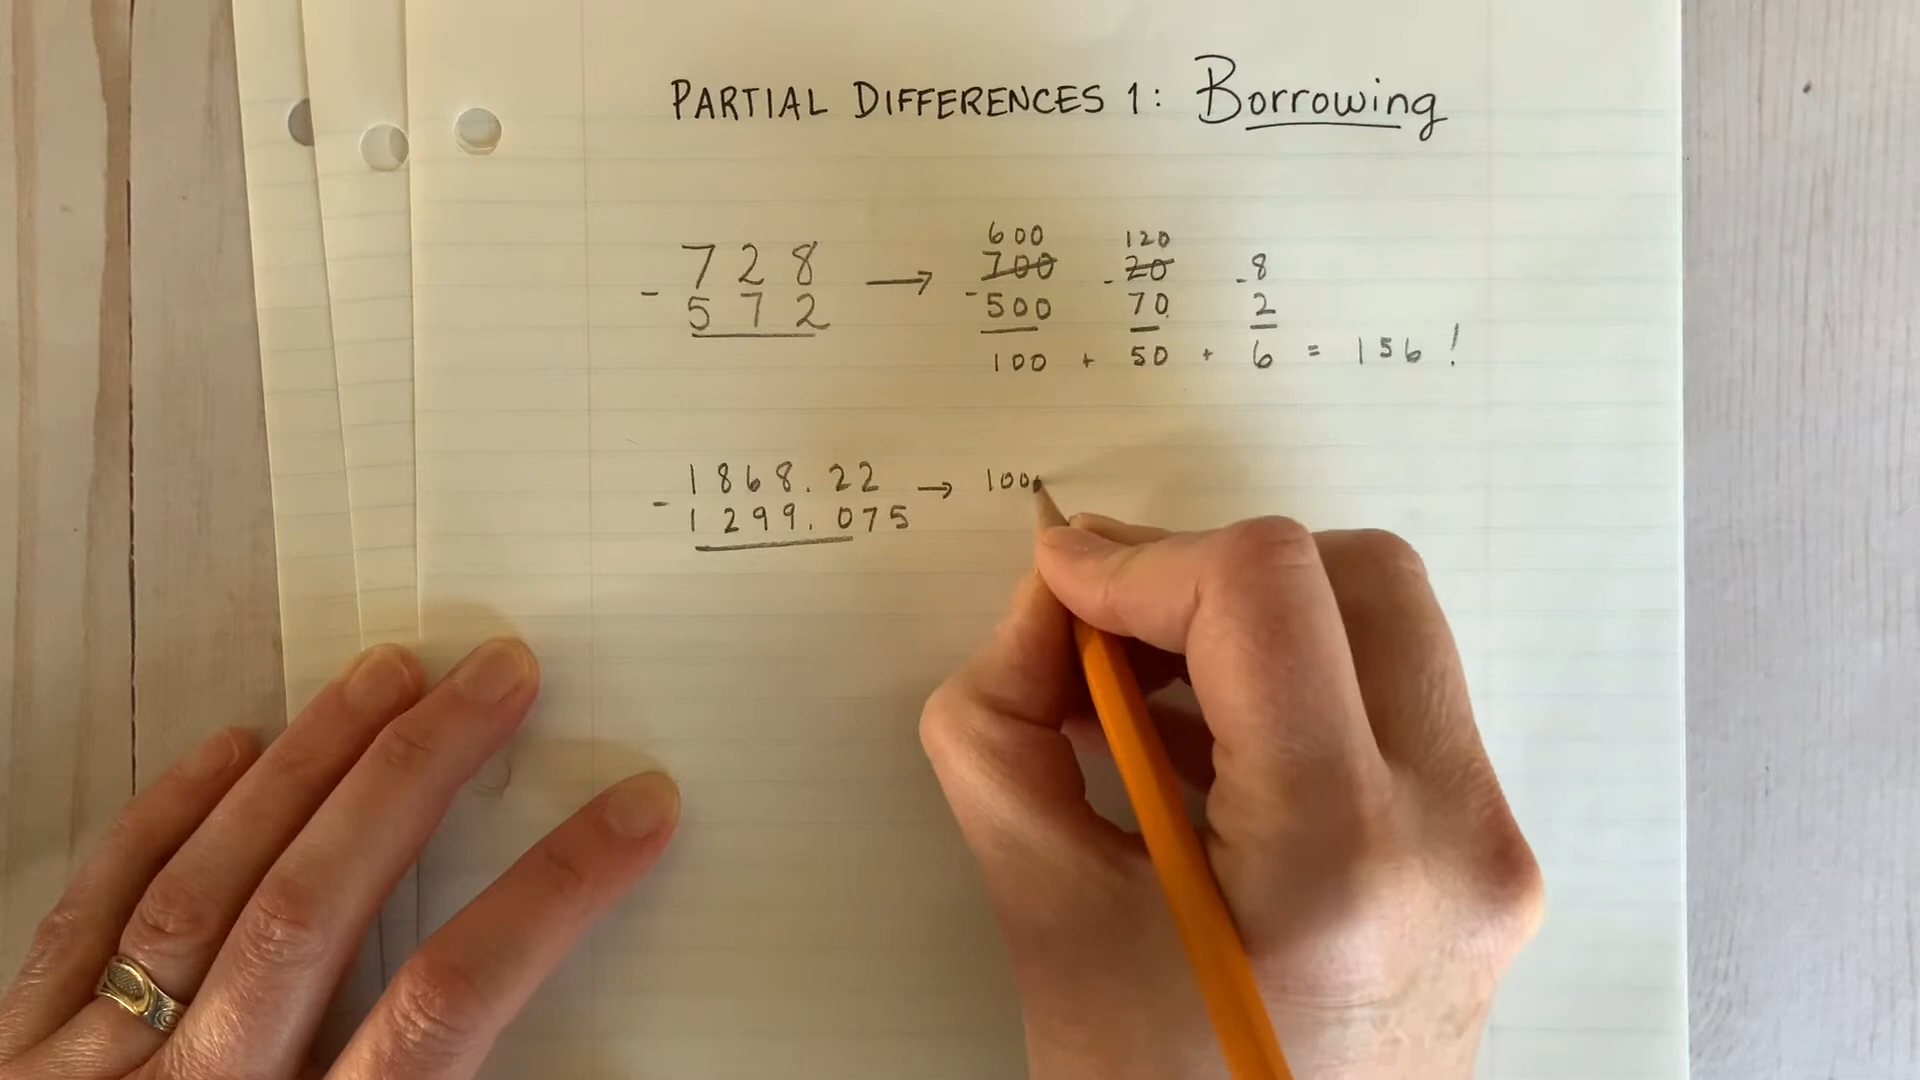 PARTIAL DIFFERENCES 1: Borrowing
600 120
728 → 700 - 20 - 8
- 572 - 500 70 2
100 + 50 + 6 = 156!
1868.22 → 100
- 1299.075